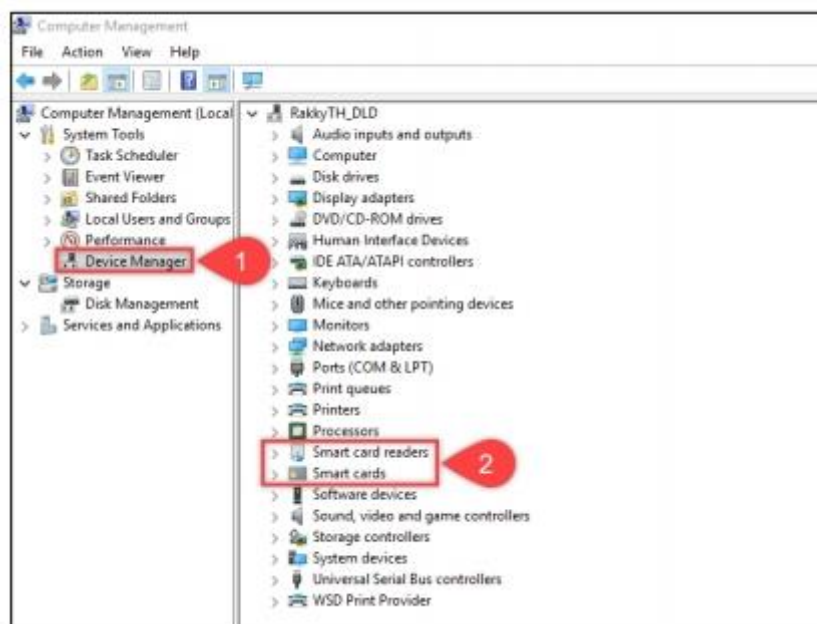 Computer Management
File Action View Help
Computer Management (Local
System Tools
Task Scheduler
Event Viewer
Shared Folders
Local Users and Groups
Performance
Device Manager
Storage
Disk Management
Services and Applications
1
RakkyTH_DLD
Audio inputs and outputs
Computer
Disk drives
Display adapters
DVD/CD-ROM drives
Human Interface Devices
IDE ATA/ATAPI controllers
Keyboards
Mice and other pointing devices
Monitors
Network adapters
Ports (COM & LPT)
Print queues
Printers
Processors
Smart card readers
Smart cards
2
Software devices
Sound, video and game controllers
Storage controllers
System devices
Universal Serial Bus controllers
WSD Print Provider